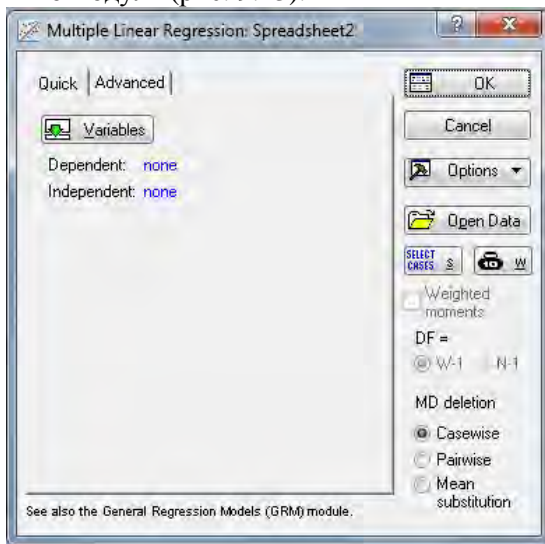 Multiple Linear Regression: Spreadsheet2
Quick Advanced
Variables
Dependent: none
Independent: none
OK
Cancel
Options
Open Data
SELECT CASES S W
Weighted moments
DF =
W-1 N-1
MD deletion
Casewise
Pairwise
Mean substitution
See also the General Regression Models (GRM) module.